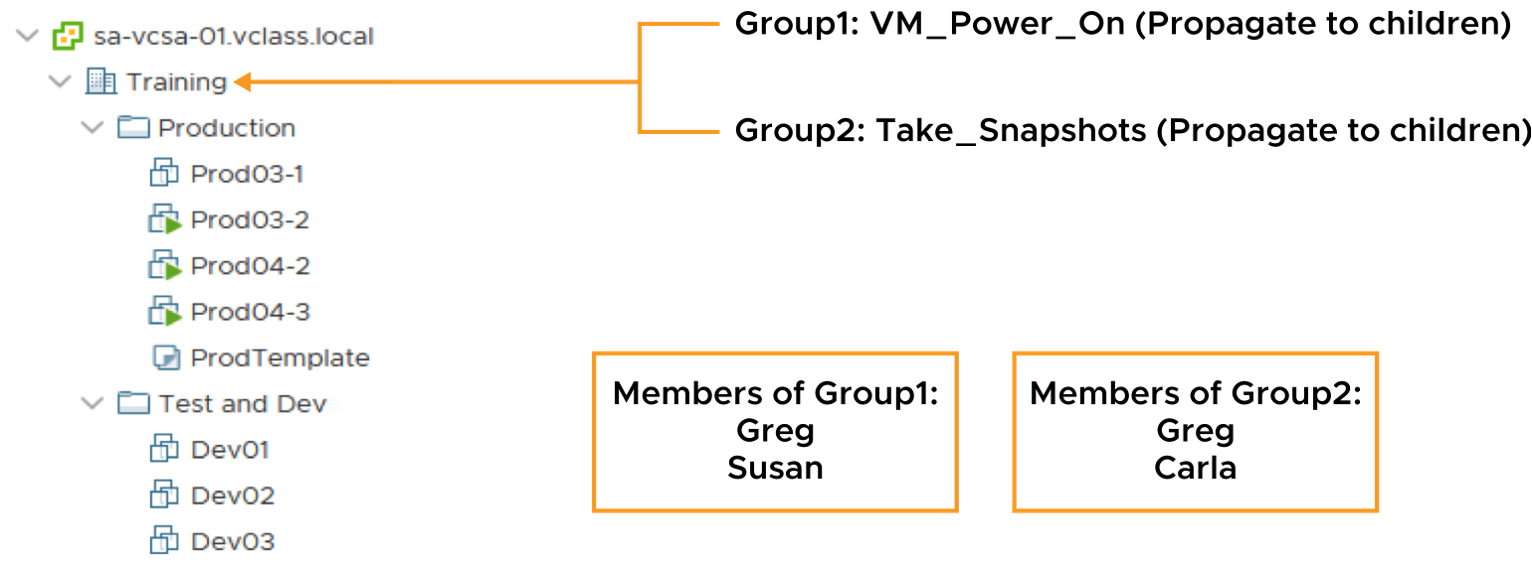 sa-vcsa-01.vclass.local
Training
Production
Prod03-1
Prod03-2
Prod04-2
Prod04-3
ProdTemplate
Test and Dev
Dev01
Dev02
Dev03
Group1: VM_Power_On (Propagate to children)
Group2: Take_Snapshots (Propagate to children)
Members of Group1:
Greg
Susan
Members of Group2:
Greg
Carla